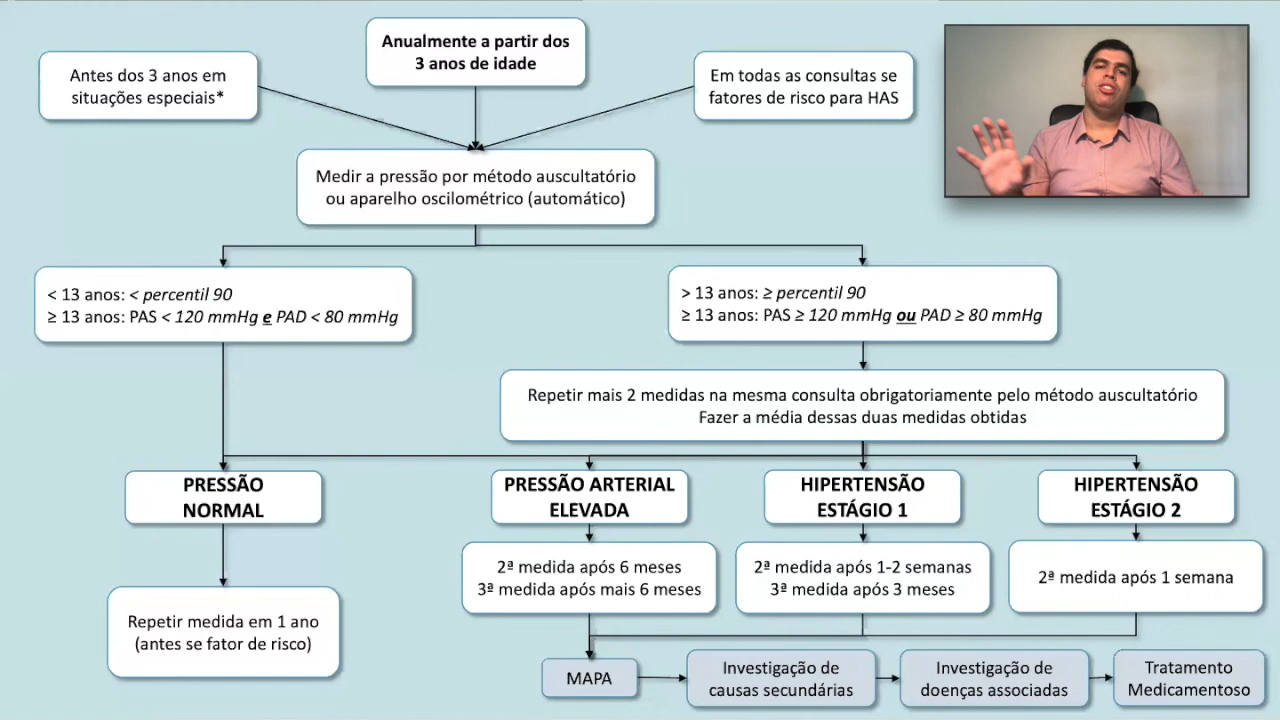 Anualmente a partir dos
3 anos de idade
Antes dos 3 anos em
situações especiais*
Em todas as consultas se
fatores de risco para HAS
Medir a pressão por método auscultatório
ou aparelho oscilométrico (automático)
< 13 anos: < percentil 90
≥ 13 anos: PAS < 120 mmHg e PAD < 80 mmHg
> 13 anos: ≥ percentil 90
≥ 13 anos: PAS ≥ 120 mmHg ou PAD ≥ 80 mmHg
Repetir mais 2 medidas na mesma consulta obrigatoriamente pelo método auscultatório
Fazer a média dessas duas medidas obtidas
PRESSÃO
NORMAL
PRESSÃO ARTERIAL
ELEVADA
HIPERTENSÃO
ESTÁGIO 1
HIPERTENSÃO
ESTÁGIO 2
2ª medida após 6 meses
3ª medida após mais 6 meses
2ª medida após 1-2 semanas
3ª medida após 3 meses
2ª medida após 1 semana
Repetir medida em 1 ano
(antes se fator de risco)
MAPA
Investigação de
causas secundárias
Investigação de
doenças associadas
Tratamento
Medicamentoso